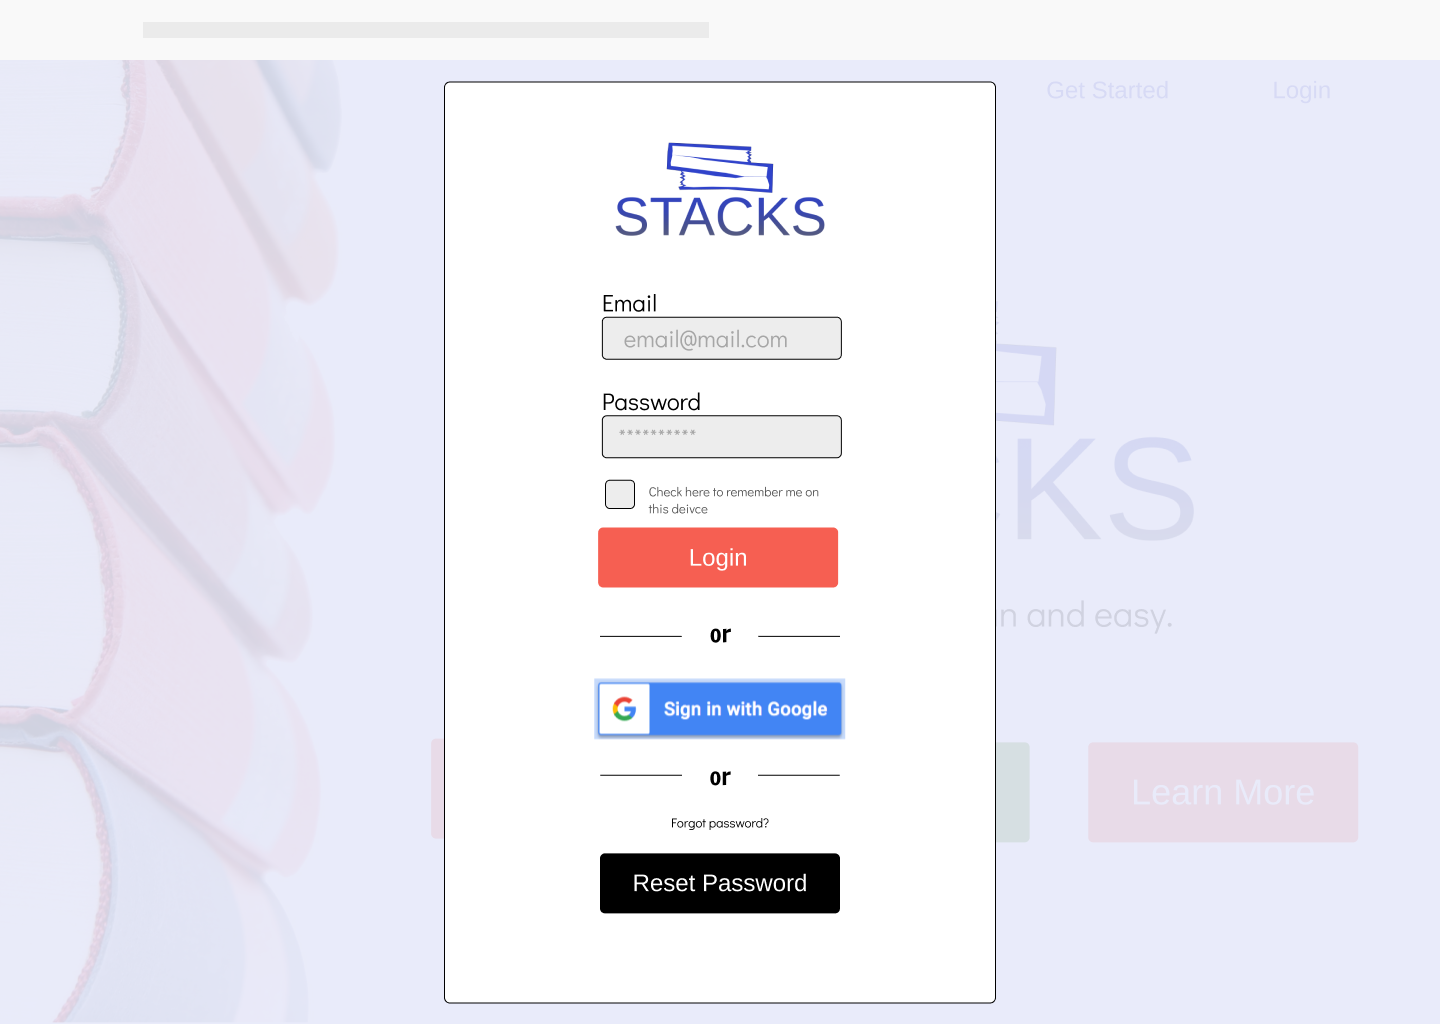 Get Started
Login
STACKS
Email
email@mail.com
Password
**********
Check here to remember me on
this deivce
Login
or
Sign in with Google
or
Forgot password?
Reset Password
KS
n and easy.
Learn More